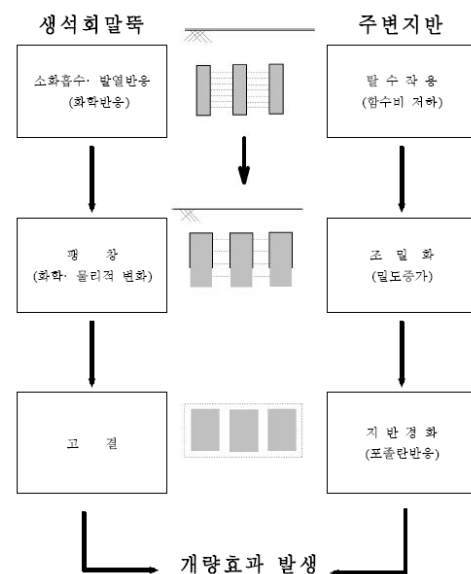 생석회말뚝
주변지반
소화흡수· 발열반응
(화학반응)
탈 수 작 용
(함수비 저하)
팽 창
(화학· 물리적 변화)
조 밀 화
(밀도증가)
고 결
지 반 경 화
(포졸란반응)
개량효과 발생